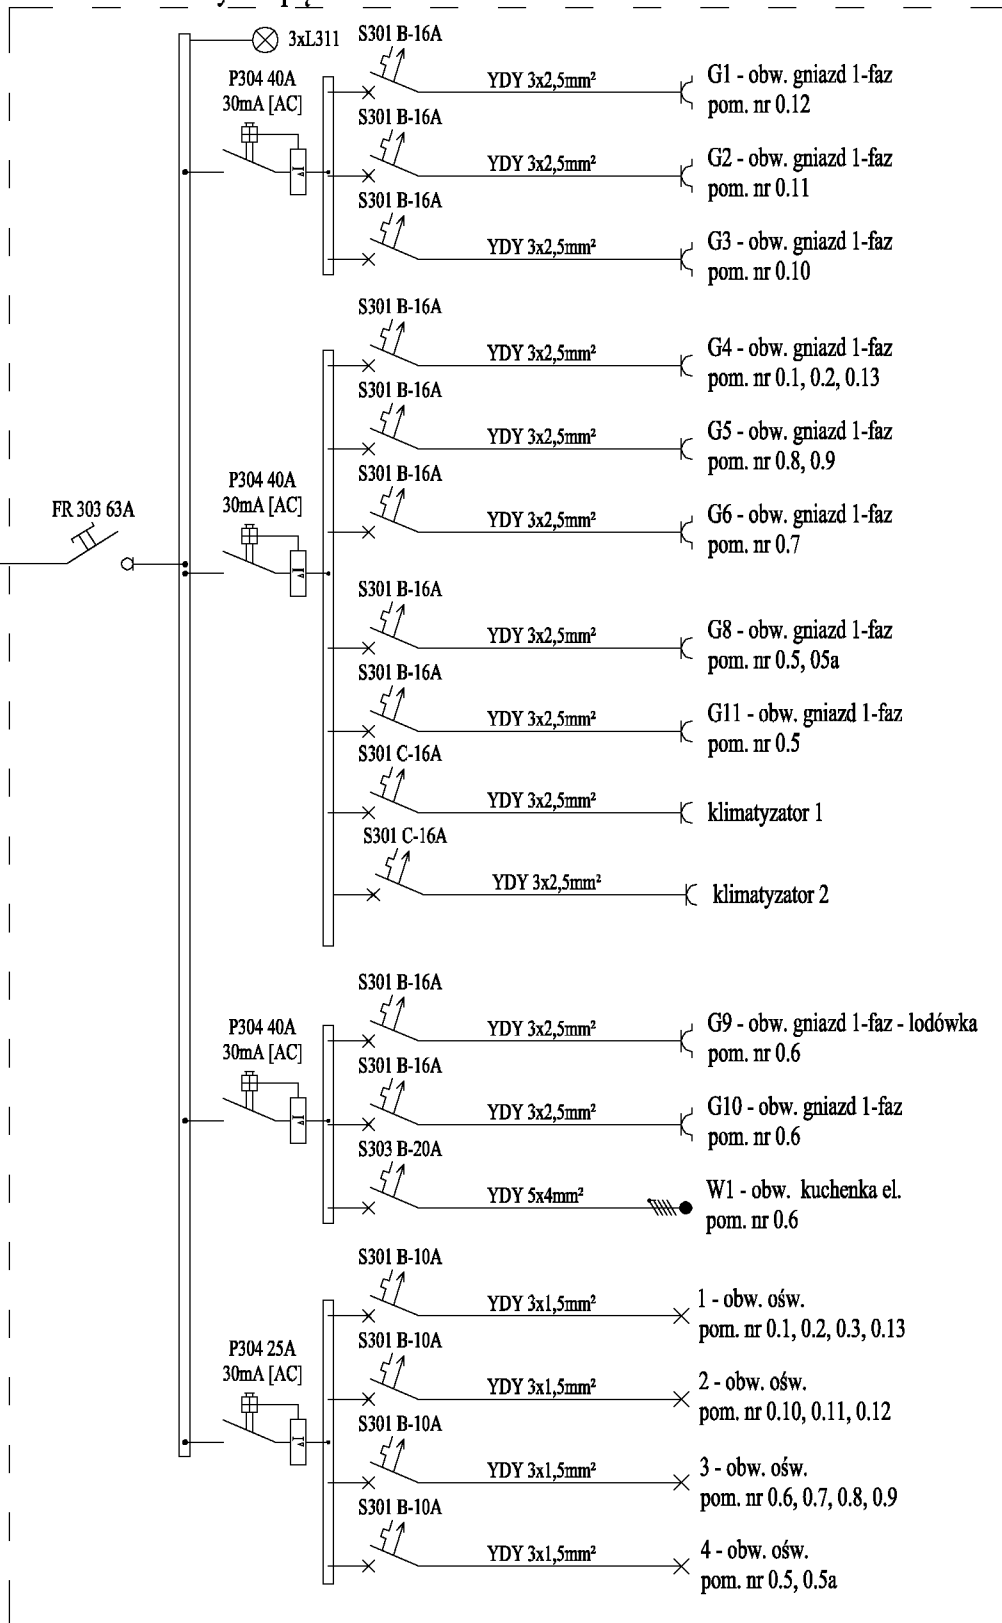 3xL311
S301 B-16A
P304 40A
30mA [AC]
YDY 3x2,5mm²
G1 - obw. gniazd 1-faz
pom. nr 0.12
S301 B-16A
YDY 3x2,5mm²
G2 - obw. gniazd 1-faz
pom. nr 0.11
S301 B-16A
YDY 3x2,5mm²
G3 - obw. gniazd 1-faz
pom. nr 0.10
S301 B-16A
YDY 3x2,5mm²
G4 - obw. gniazd 1-faz
pom. nr 0.1, 0.2, 0.13
S301 B-16A
YDY 3x2,5mm²
G5 - obw. gniazd 1-faz
pom. nr 0.8, 0.9
FR 303 63A
P304 40A
30mA [AC]
S301 B-16A
YDY 3x2,5mm²
G6 - obw. gniazd 1-faz
pom. nr 0.7
S301 B-16A
YDY 3x2,5mm²
G8 - obw. gniazd 1-faz
pom. nr 0.5, 05a
S301 B-16A
YDY 3x2,5mm²
G11 - obw. gniazd 1-faz
pom. nr 0.5
S301 C-16A
YDY 3x2,5mm²
klimatyzator 1
S301 C-16A
YDY 3x2,5mm²
klimatyzator 2
S301 B-16A
P304 40A
30mA [AC]
YDY 3x2,5mm²
G9 - obw. gniazd 1-faz - lodówka
pom. nr 0.6
S301 B-16A
YDY 3x2,5mm²
G10 - obw. gniazd 1-faz
pom. nr 0.6
S303 B-20A
YDY 5x4mm²
W1 - obw. kuchenka el.
pom. nr 0.6
S301 B-10A
YDY 3x1,5mm²
1 - obw. ośw.
pom. nr 0.1, 0.2, 0.3, 0.13
P304 25A
30mA [AC]
S301 B-10A
YDY 3x1,5mm²
2 - obw. ośw.
pom. nr 0.10, 0.11, 0.12
S301 B-10A
YDY 3x1,5mm²
3 - obw. ośw.
pom. nr 0.6, 0.7, 0.8, 0.9
S301 B-10A
YDY 3x1,5mm²
4 - obw. ośw.
pom. nr 0.5, 0.5a